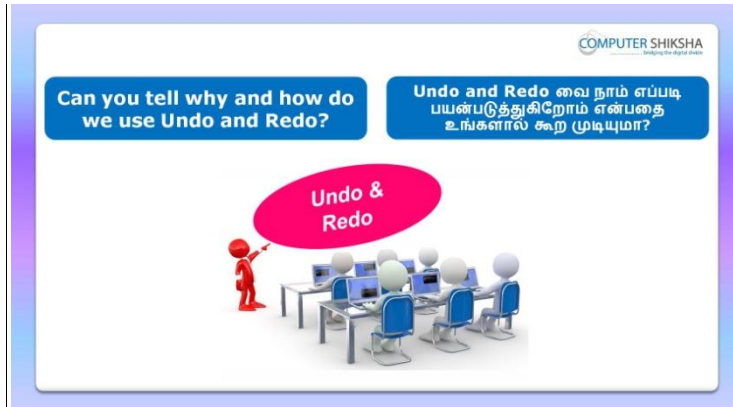 COMPUTER SHIKSHA
bridging the digital divide
Can you tell why and how do
we use Undo and Redo?
Undo and Redo வை நாம் எப்படி
பயன்படுத்துகிறோம் என்பதை
உங்களால் கூற முடியுமா?
Undo &
Redo